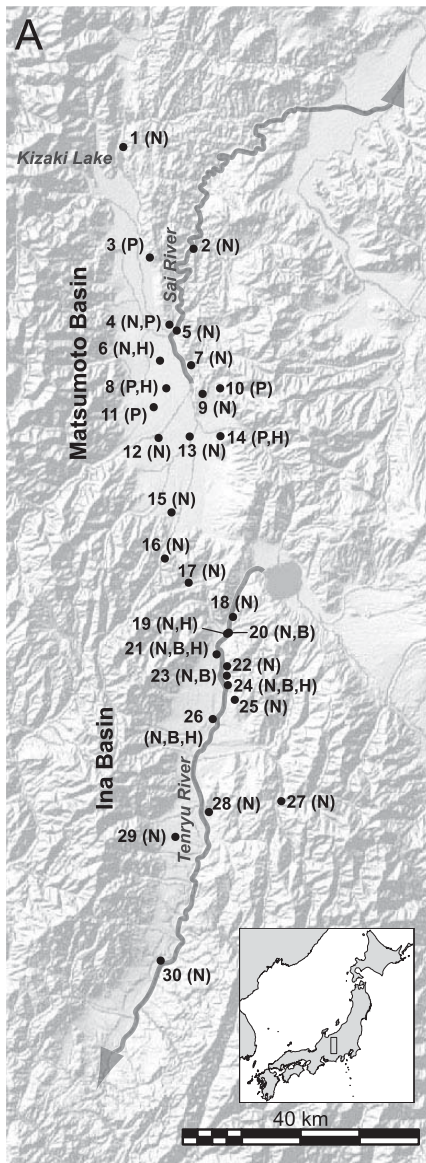 A
1 (N)
Kizaki Lake
2 (N)
3 (P)
Sai River
Matsumoto Basin
4 (N,P)
5 (N)
6 (N,H)
7 (N)
8 (P,H)
10 (P)
9 (N)
11 (P)
12 (N)
13 (N)
14 (P,H)
15 (N)
16 (N)
17 (N)
18 (N)
19 (N,H)
20 (N,B)
21 (N,B,H)
22 (N)
23 (N,B)
24 (N,B,H)
25 (N)
26
(N,B,H)
Ina Basin
Tenryu River
27 (N)
28 (N)
29 (N)
30 (N)
40 km